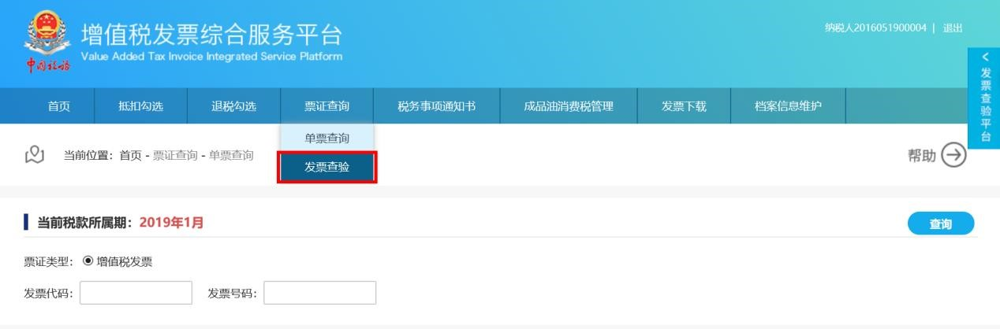 增值税发票综合服务平台
Value Added Tax Invoice Integrated Service Platform
中国税务
纳税人2016051900004 | 退出
< 发票查验平台
首页 抵扣勾选 退税勾选 票证查询 税务事项通知书 成品油消费税管理 发票下载 档案信息维护
单票查询
发票查验
当前位置：首页 - 票证查询 - 单票查询
帮助
当前税款所属期：2019年1月
查询
票证类型： 增值税发票
发票代码： 发票号码：